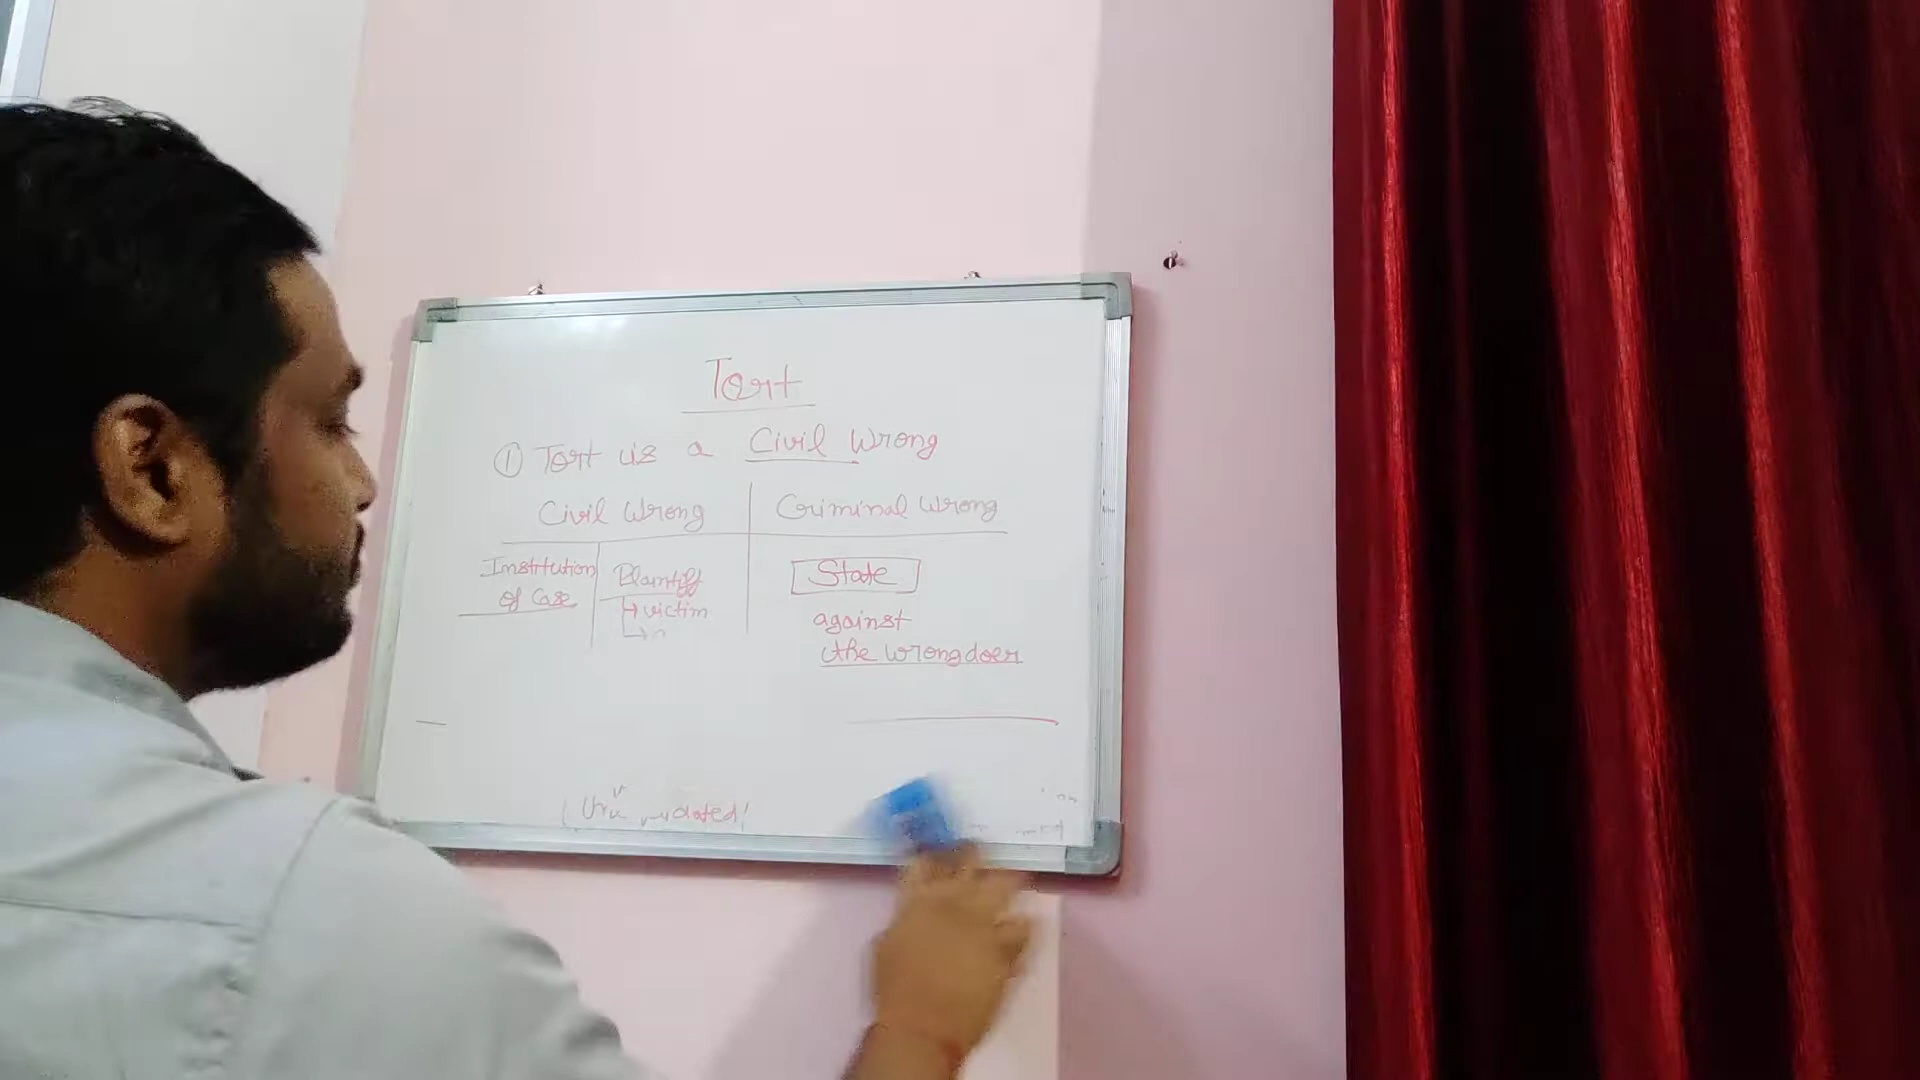 Tort
① Tort is a Civil Wrong
Civil Wrong Criminal Wrong
Institution of Case
Plaintiff
→ victim
State
against
the wrongdoer